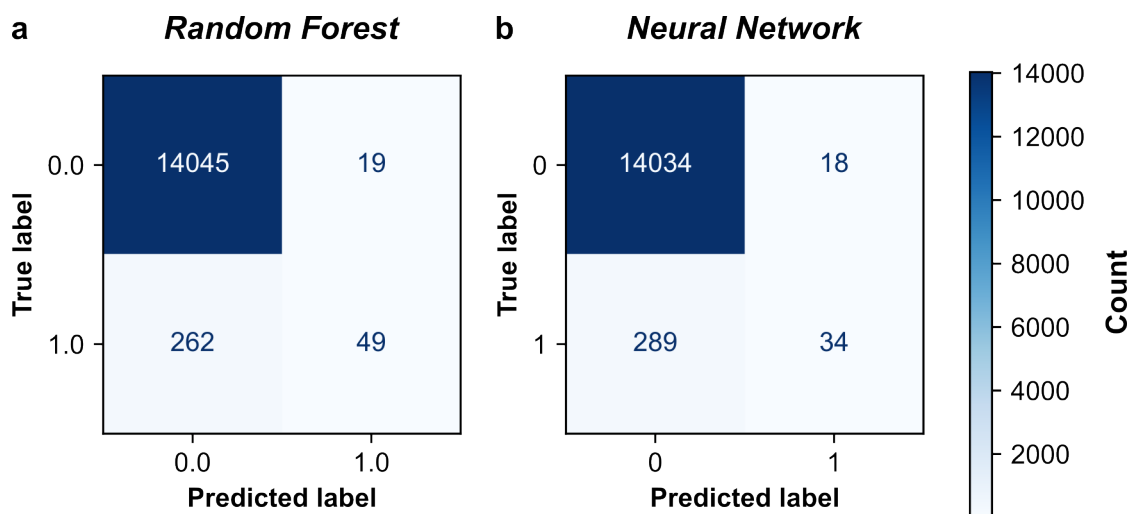 a Random Forest
b Neural Network
14045 19
262 49
0.0
1.0
0.0 1.0
True label
Predicted label
14034 18
289 34
0
1
0 1
True label
Predicted label
14000
12000
10000
8000
6000
4000
2000
Count